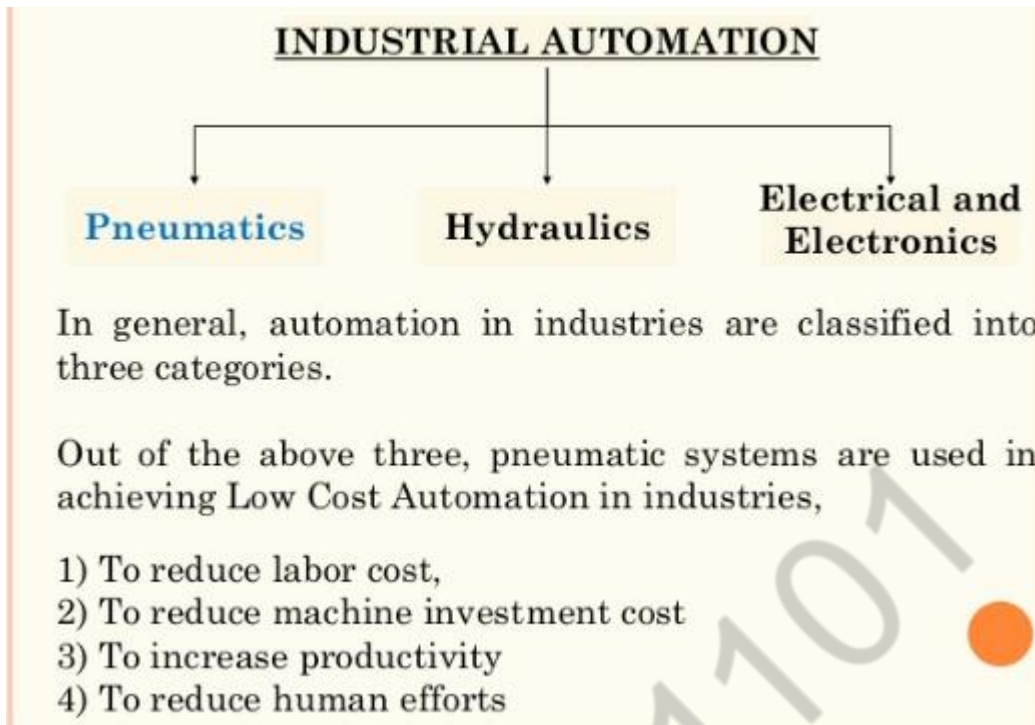 INDUSTRIAL AUTOMATION
Pneumatics
Hydraulics
Electrical and
Electronics
In general, automation in industries are classified into
three categories.
Out of the above three, pneumatic systems are used in
achieving Low Cost Automation in industries,
1) To reduce labor cost,
2) To reduce machine investment cost
3) To increase productivity
4) To reduce human efforts
1101